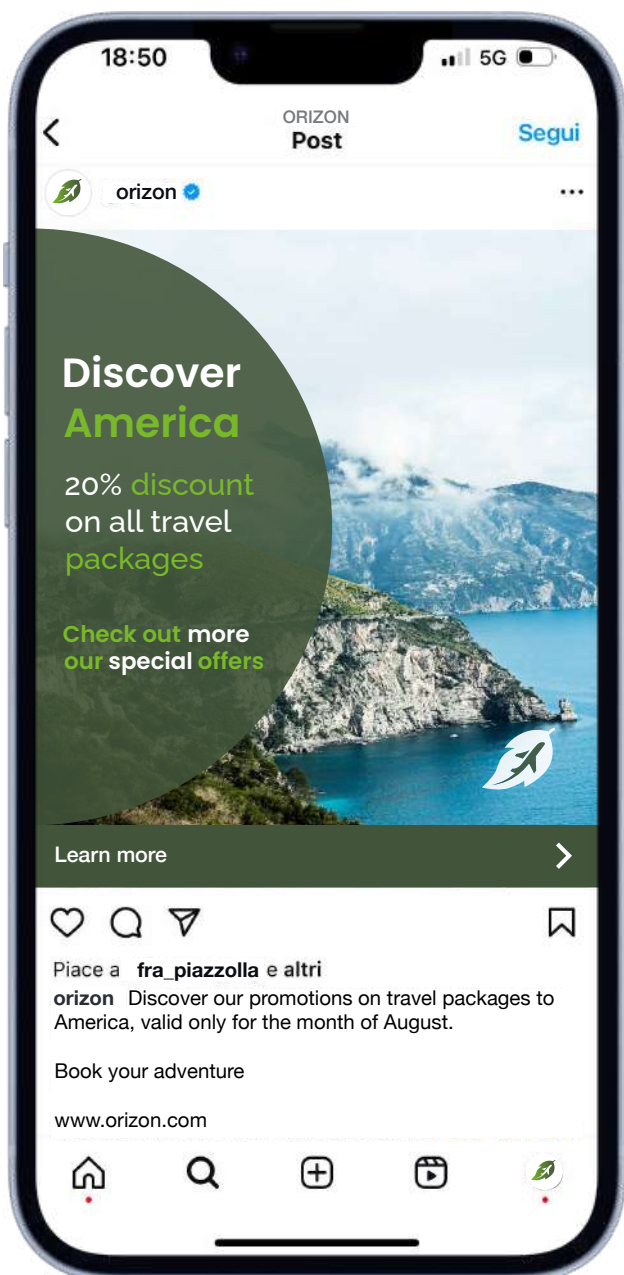 18:50
5G
ORIZON
Post
Segui
orizon
Discover
America
20% discount
on all travel
packages
Check out more
our special offers
Learn more
Piace a fra_piazzolla e altri
orizon Discover our promotions on travel packages to
America, valid only for the month of August.
Book your adventure
www.orizon.com